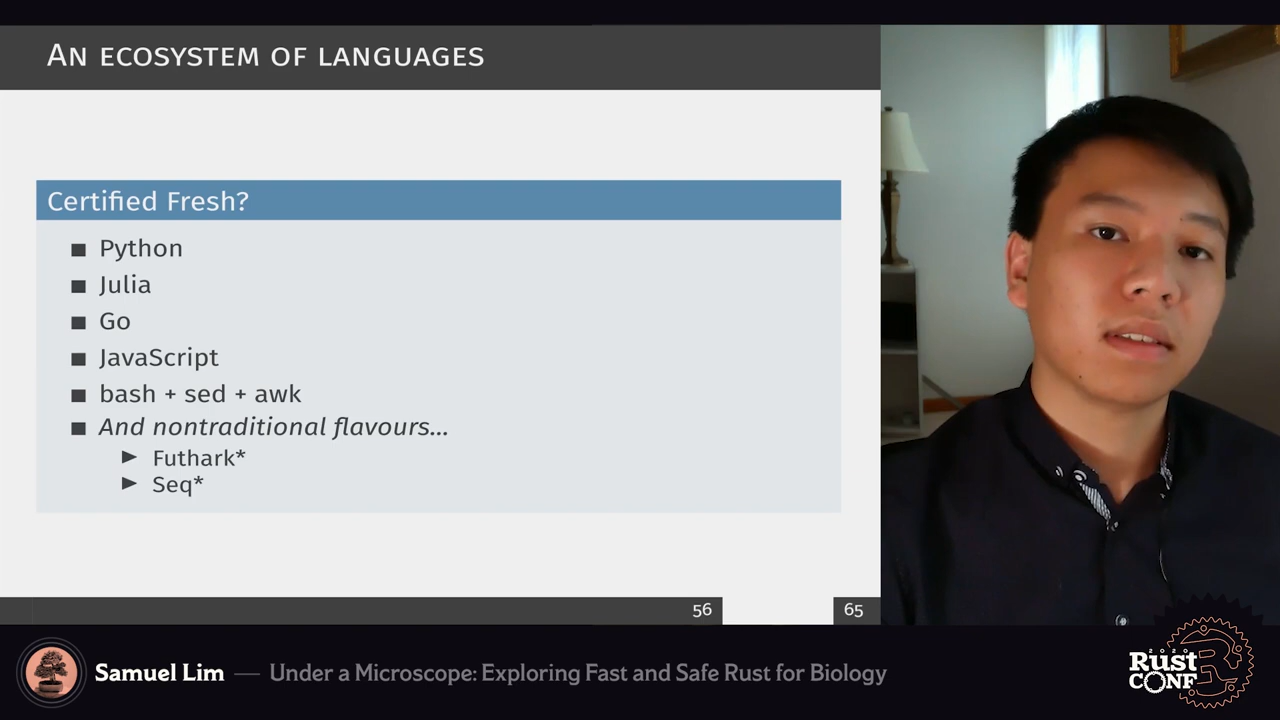 An ecosystem of languages
Certified Fresh?
Python
Julia
Go
JavaScript
bash + sed + awk
And nontraditional flavours...
Futhark*
Seq*
56
65
Samuel Lim — Under a Microscope: Exploring Fast and Safe Rust for Biology
2020
Rust
CONF
R